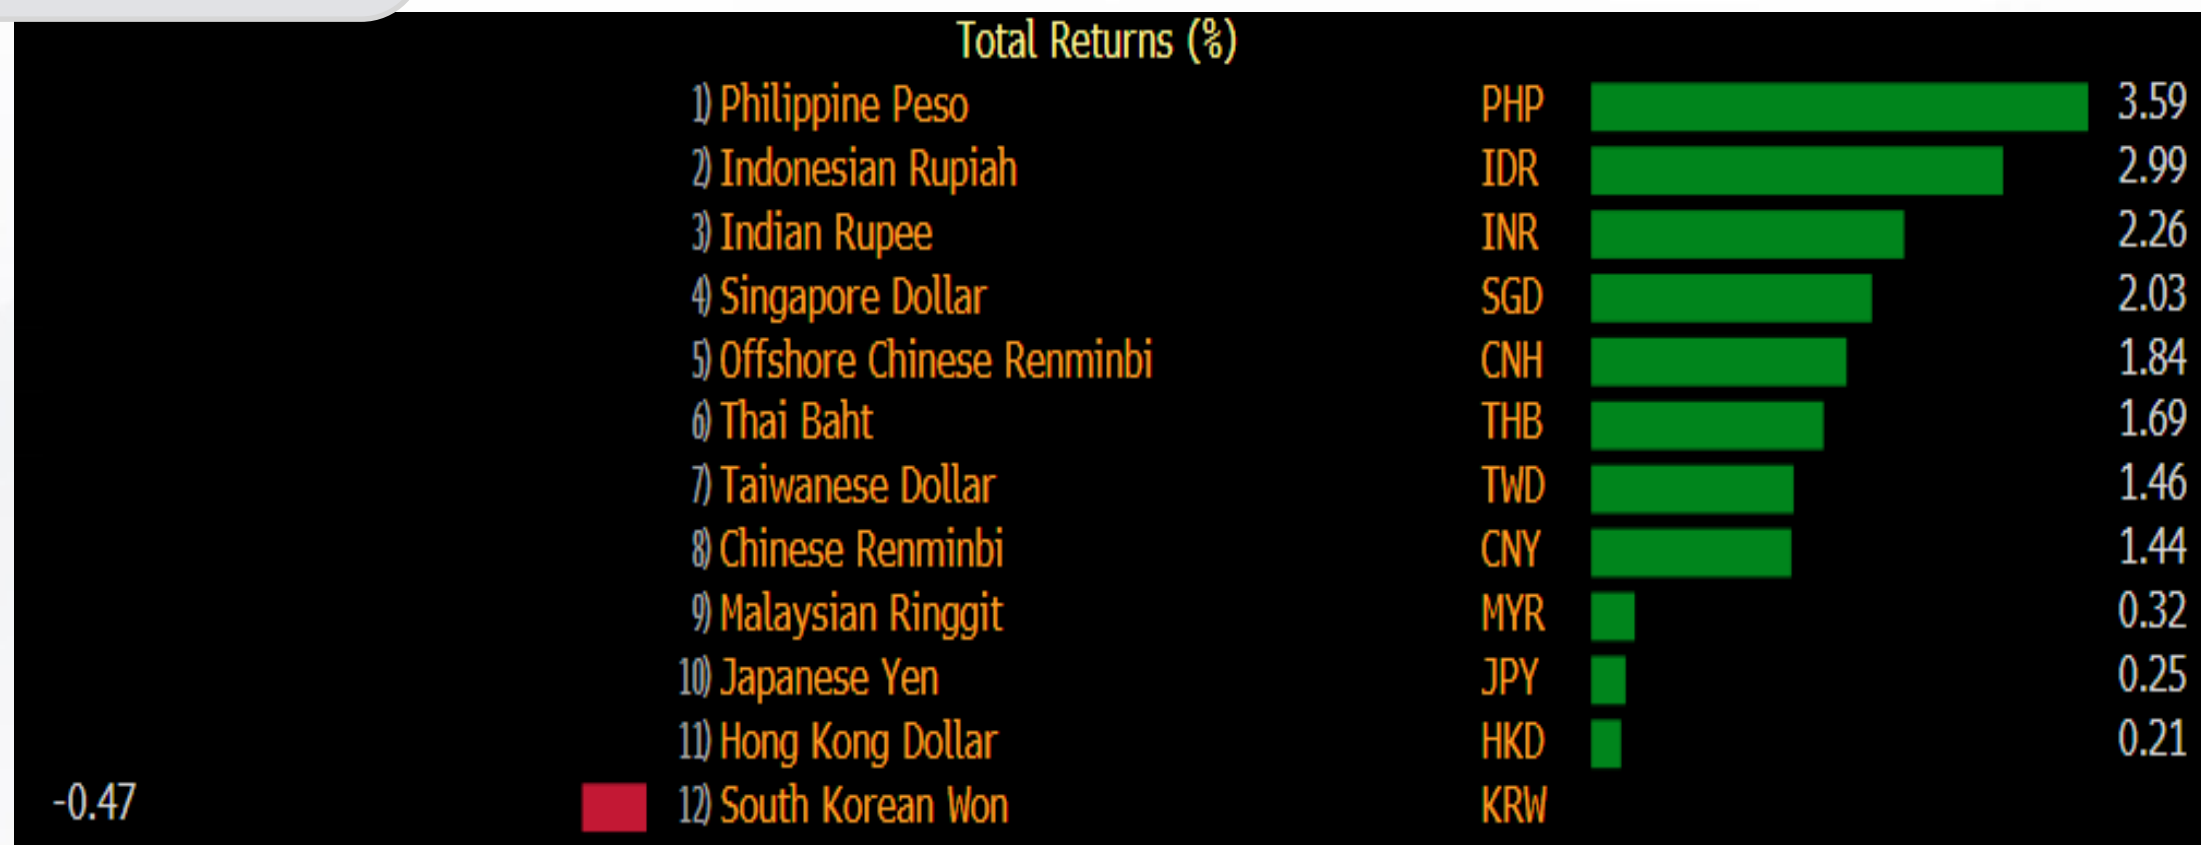 Total Returns (%)
1) Philippine Peso PHP 3.59
2) Indonesian Rupiah IDR 2.99
3) Indian Rupee INR 2.26
4) Singapore Dollar SGD 2.03
5) Offshore Chinese Renminbi CNH 1.84
6) Thai Baht THB 1.69
7) Taiwanese Dollar TWD 1.46
8) Chinese Renminbi CNY 1.44
9) Malaysian Ringgit MYR 0.32
10) Japanese Yen JPY 0.25
11) Hong Kong Dollar HKD 0.21
-0.47 12) South Korean Won KRW